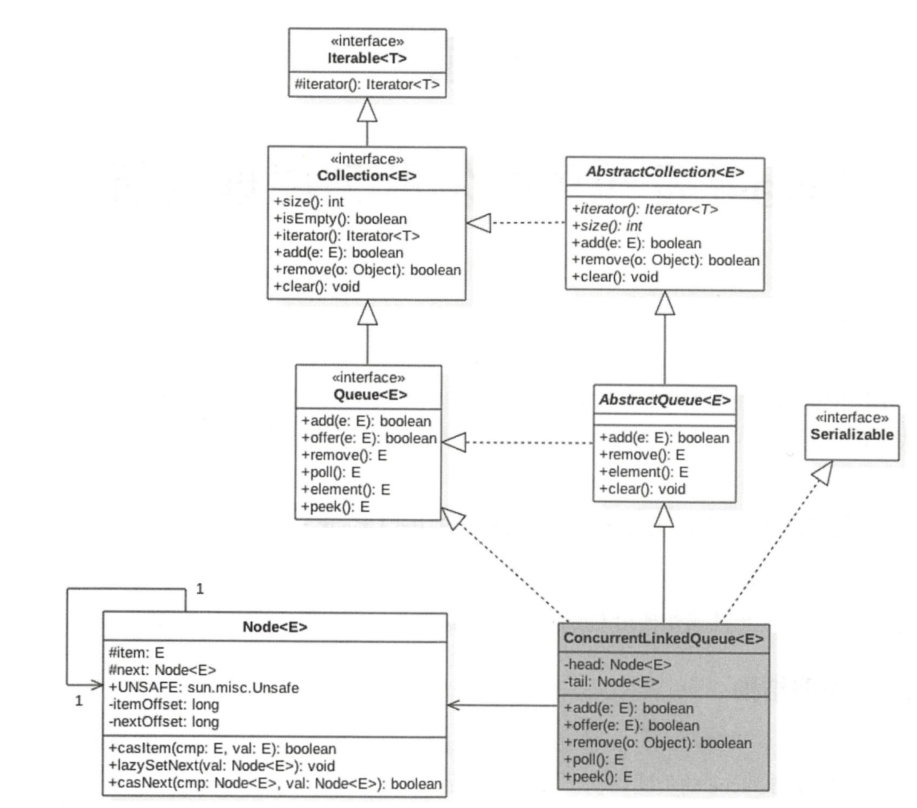 «interface»
Iterable<T>
#iterator(): Iterator<T>
«interface»
Collection<E>
+size(): int
+isEmpty(): boolean
+iterator(): Iterator<T>
+add(e: E): boolean
+remove(o: Object): boolean
+clear(): void
AbstractCollection<E>
+iterator(): Iterator<T>
+size(): int
+add(e: E): boolean
+remove(o: Object): boolean
+clear(): void
«interface»
Queue<E>
+add(e: E): boolean
+offer(e: E): boolean
+remove(): E
+poll(): E
+element(): E
+peek(): E
AbstractQueue<E>
+add(e: E): boolean
+remove(): E
+element(): E
+clear(): void
«interface»
Serializable
1
1
Node<E>
#item: E
#next: Node<E>
+UNSAFE: sun.misc.Unsafe
-itemOffset: long
-nextOffset: long
+casItem(cmp: E, val: E): boolean
+lazySetNext(val: Node<E>): void
+casNext(cmp: Node<E>, val: Node<E>): boolean
ConcurrentLinkedQueue<E>
-head: Node<E>
-tail: Node<E>
+add(e: E): boolean
+offer(e: E): boolean
+remove(o: Object): boolean
+poll(): E
+peek(): E